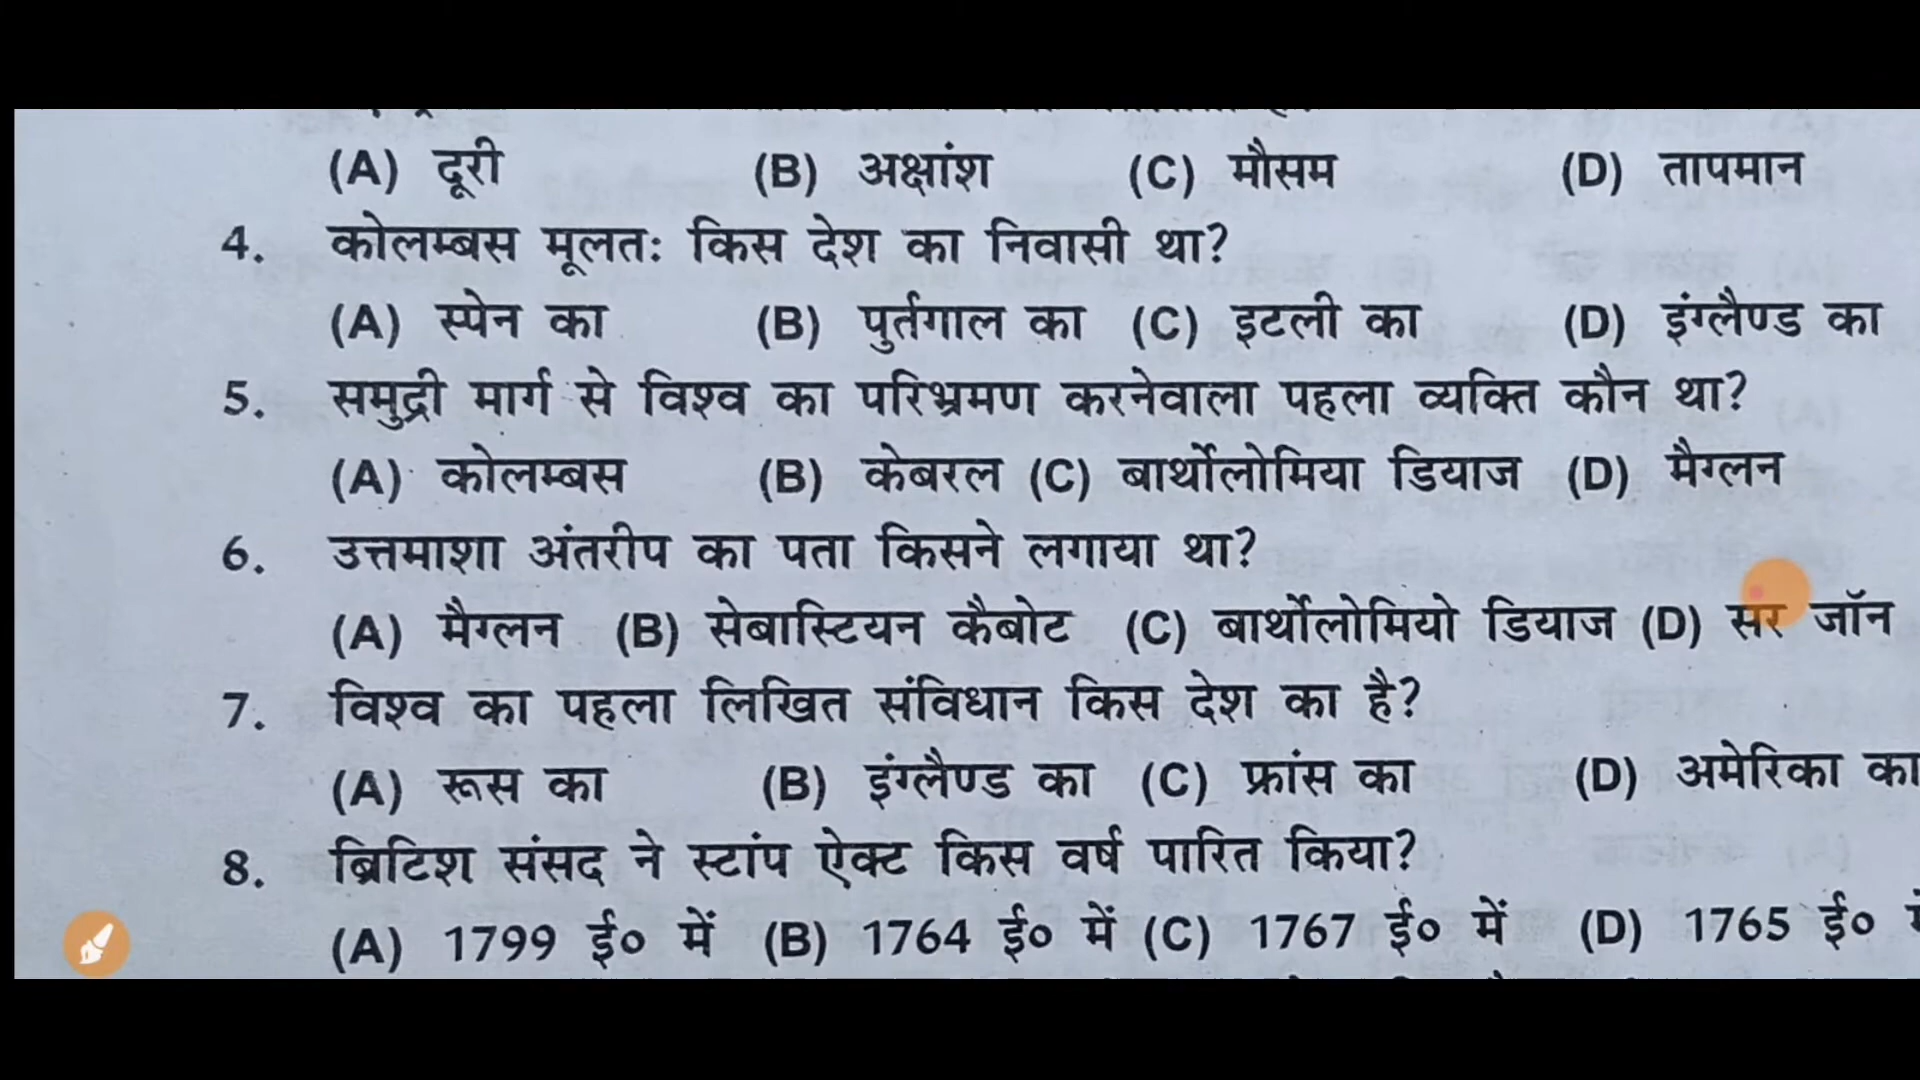 (A) दूरी (B) अक्षांश (C) मौसम (D) तापमान
4. कोलम्बस मूलतः किस देश का निवासी था?
(A) स्पेन का (B) पुर्तगाल का (C) इटली का (D) इंग्लैण्ड का
5. समुद्री मार्ग से विश्व का परिभ्रमण करनेवाला पहला व्यक्ति कौन था?
(A) कोलम्बस (B) केबरल (C) बार्थोलोमिया डियाज (D) मैग्लन
6. उत्तमाशा अंतरीप का पता किसने लगाया था?
(A) मैग्लन (B) सेबास्टियन कैबोट (C) बार्थोलोमियो डियाज (D) सर जॉन
7. विश्व का पहला लिखित संविधान किस देश का है?
(A) रूस का (B) इंग्लैण्ड का (C) फ्रांस का (D) अमेरिका का
8. ब्रिटिश संसद ने स्टांप ऐक्ट किस वर्ष पारित किया?
(A) 1799 ई० में (B) 1764 ई० में (C) 1767 ई० में (D) 1765 ई०